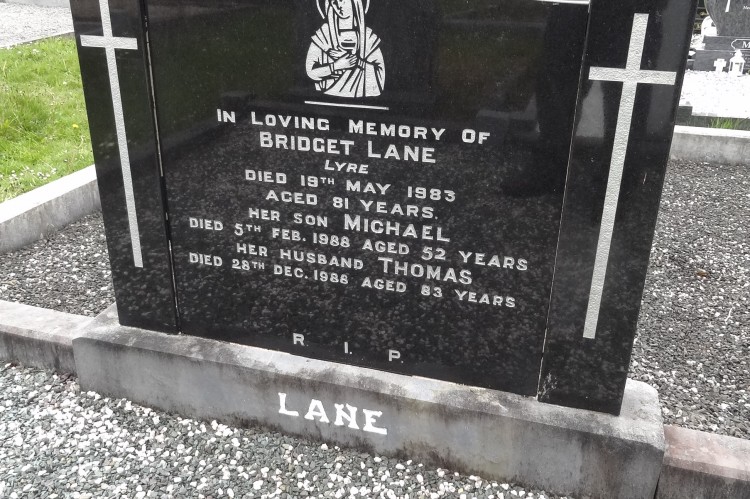 IN LOVING MEMORY OF
BRIDGET LANE
LYRE
DIED 19TH MAY 1983
AGED 81 YEARS.
HER SON MICHAEL
DIED 5TH FEB. 1988 AGED 52 YEARS
HER HUSBAND THOMAS
DIED 28TH DEC. 1988 AGED 83 YEARS
R. I. P.
LANE